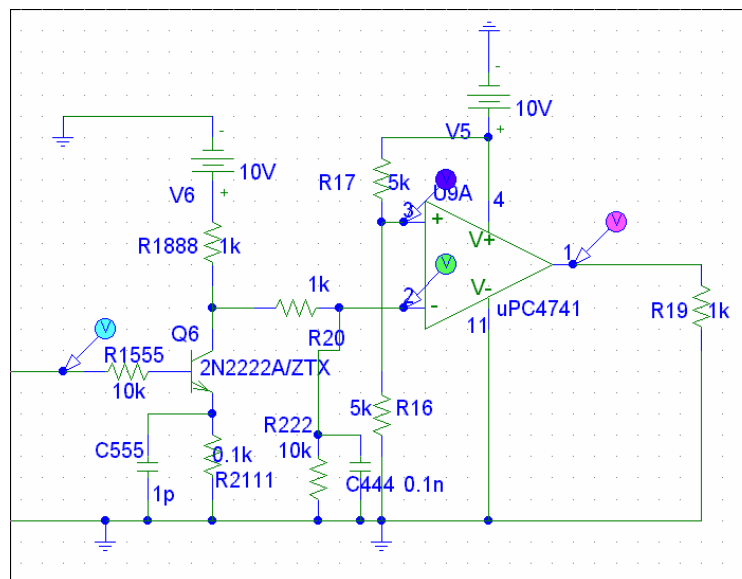 -
10V
V5
+
-
10V
V6
+
R17
5k
V
U9A
3
4
+
V+
R1888
1k
1k
V
2
-
V-
1
V
11
uPC4741
R19
1k
R20
Q6
V
R1555
10k
2N2222A/ZTX
5k
R16
R222
10k
C555
0.1k
R2111
1p
C444
0.1n